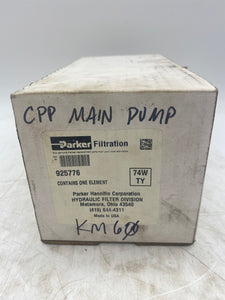 CPP MAIN PUMP
Parker Filtration
925776
CONTAINS ONE ELEMENT
74W
TY
Parker Hannifin Corporation
HYDRAULIC FILTER DIVISION
Metamora, Ohio 43540
(419) 644-4311
Made in USA